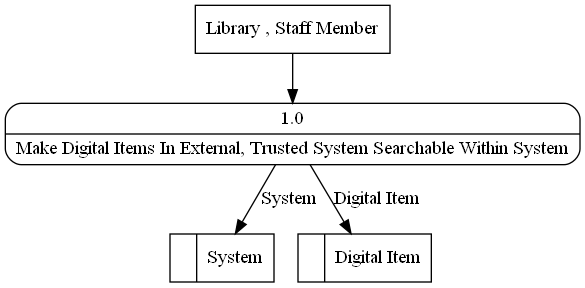 Library , Staff Member
1.0
Make Digital Items In External, Trusted System Searchable Within System
System
Digital Item
System
Digital Item